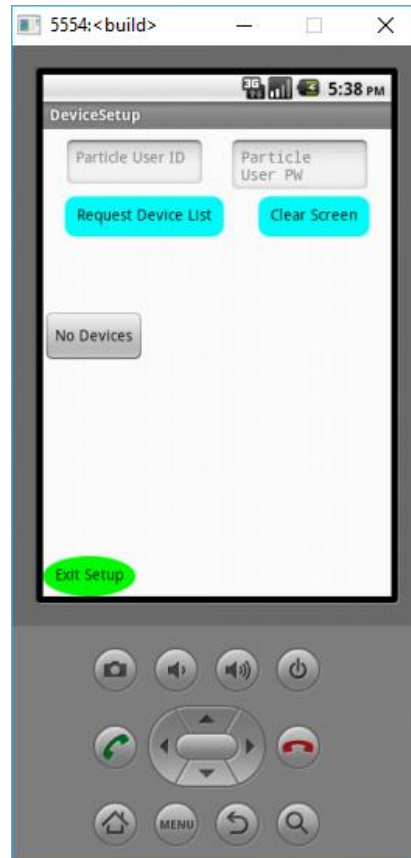 5554:<build>
3G 5:38 PM
DeviceSetup
Particle User ID
Particle
User PW
Request Device List
Clear Screen
No Devices
Exit Setup
MENU